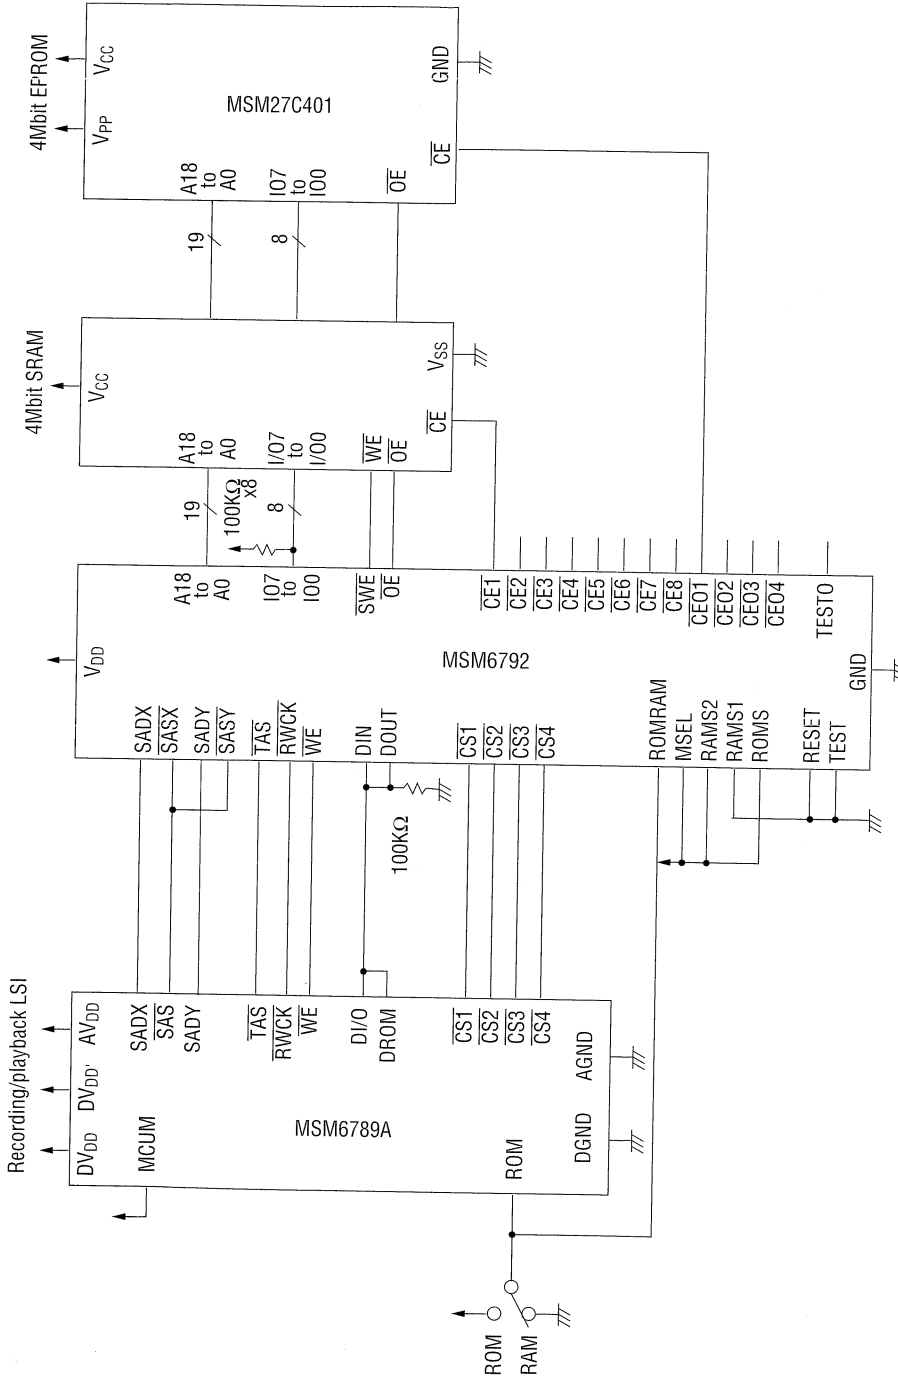 4Mbit EPROM
VPP
VCC
MSM27C401
GND
A18
to
A0
IO7
to
IO0
OE
CE
19
8
4Mbit SRAM
VCC
VSS
A18
to
A0
I/O7
to
I/O0
WE
OE
CE
19
100KΩ
x8
8
A18
to
A0
IO7
to
IO0
SWE
OE
CE1
CE2
CE3
CE4
CE5
CE6
CE7
CE8
CEO1
CEO2
CEO3
CEO4
TESTO
VDD
MSM6792
GND
SADX
SASX
SADY
SASY
TAS
RWCK
WE
DIN
DOUT
CS1
CS2
CS3
CS4
ROMRAM
MSEL
RAMS2
RAMS1
ROMS
RESET
TEST
100KΩ
Recording/playback LSI
DVDD
DVDD'
AVDD
SADX
SAS
SADY
TAS
RWCK
WE
DI/O
DROM
CS1
CS2
CS3
CS4
MCUM
MSM6789A
ROM
DGND
AGND
ROM
RAM